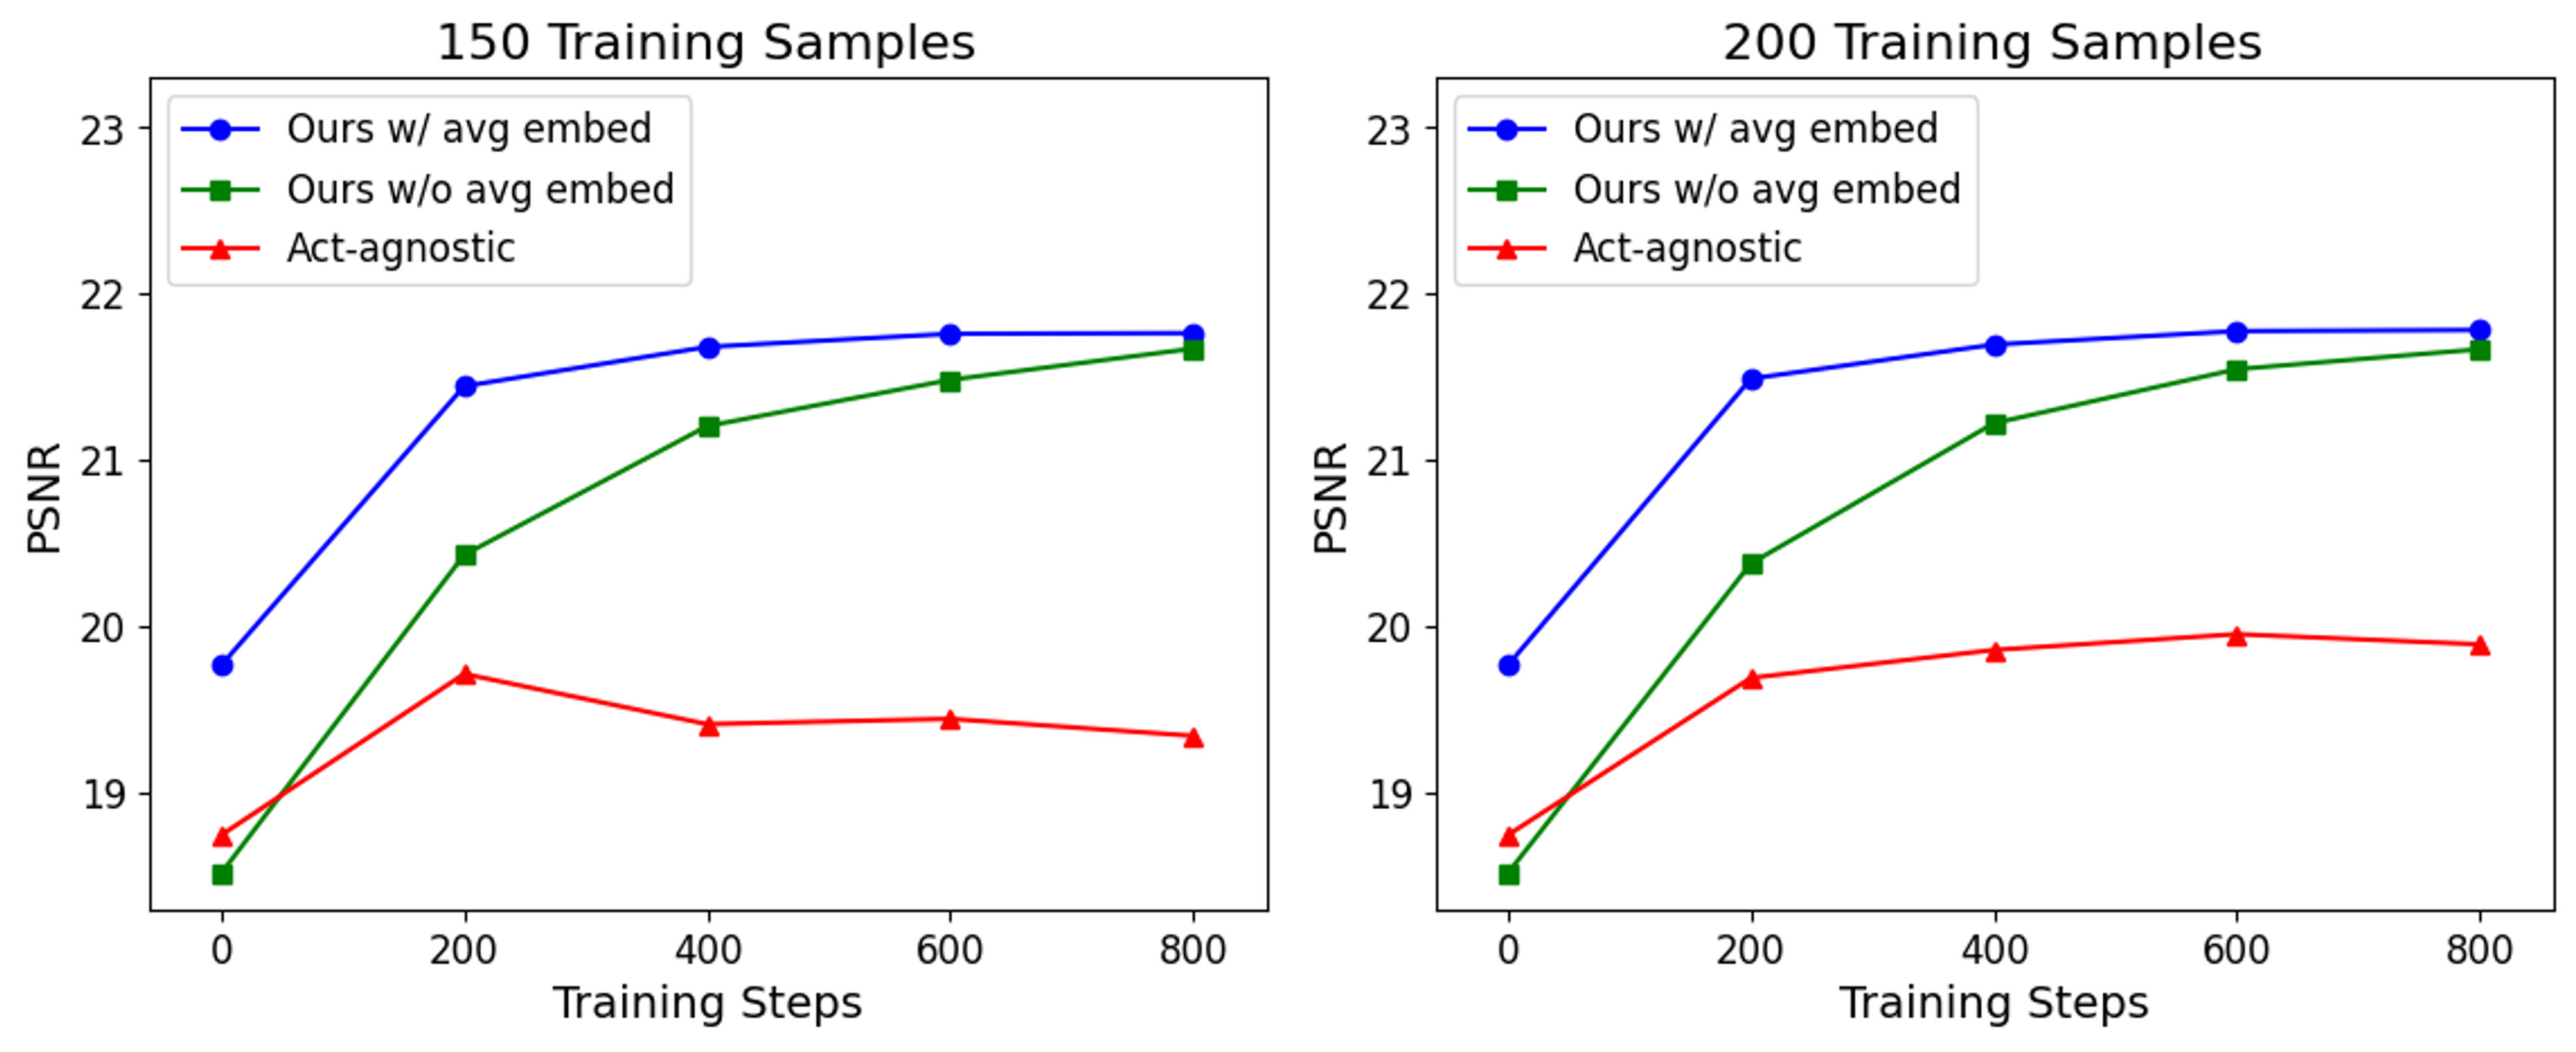 150 Training Samples
Ours w/ avg embed
Ours w/o avg embed
Act-agnostic
PSNR
23
22
21
20
19
0 200 400 600 800
Training Steps
200 Training Samples
Ours w/ avg embed
Ours w/o avg embed
Act-agnostic
PSNR
23
22
21
20
19
0 200 400 600 800
Training Steps